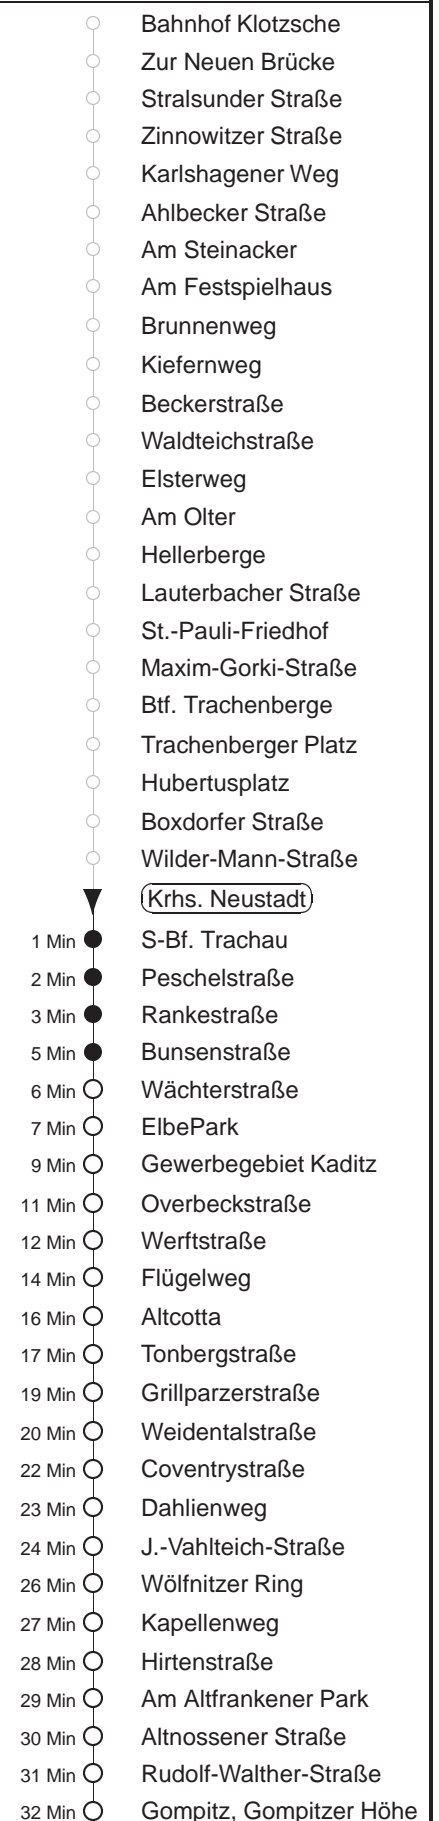 Bahnhof Klotzsche
Zur Neuen Brücke
Stralsunder Straße
Zinnowitzer Straße
Karlshagener Weg
Ahlbecker Straße
Am Steinacker
Am Festspielhaus
Brunnenweg
Kiefernweg
Beckerstraße
Waldteichstraße
Elsterweg
Am Olter
Hellerberge
Lauterbacher Straße
St.-Pauli-Friedhof
Maxim-Gorki-Straße
Btf. Trachenberge
Trachenberger Platz
Hubertusplatz
Boxdorfer Straße
Wilder-Mann-Straße
Krhs. Neustadt
1 Min S-Bf. Trachau
2 Min Peschelstraße
3 Min Rankestraße
5 Min Bunsenstraße
6 Min Wächterstraße
7 Min ElbePark
9 Min Gewerbegebiet Kaditz
11 Min Overbeckstraße
12 Min Werftstraße
14 Min Flügelweg
16 Min Altcotta
17 Min Tonbergstraße
19 Min Grillparzerstraße
20 Min Weidentalstraße
22 Min Coventrystraße
23 Min Dahlienweg
24 Min J.-Vahlteich-Straße
26 Min Wölfnitzer Ring
27 Min Kapellenweg
28 Min Hirtenstraße
29 Min Am Altfrankener Park
30 Min Altnossener Straße
31 Min Rudolf-Walther-Straße
32 Min Gompitz, Gompitzer Höhe